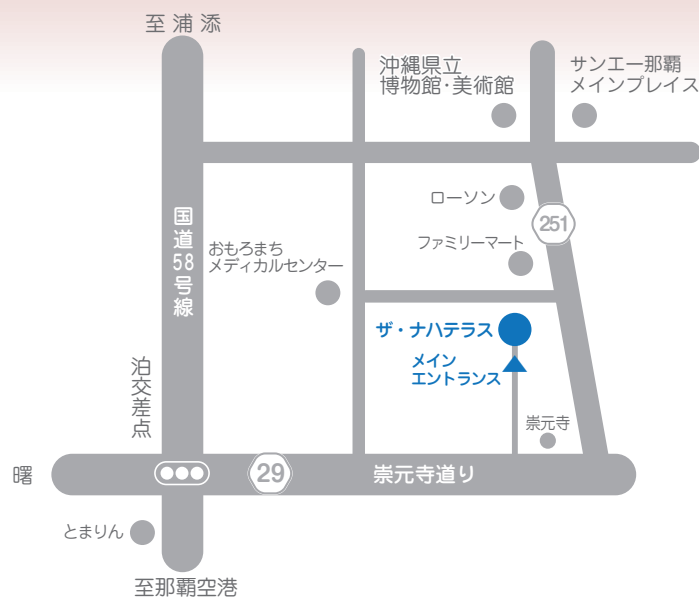 至浦添
沖縄県立
博物館・美術館
サンエー那覇
メインプレイス
ローソン
251
ファミリーマート
国道58号線
おもろまち
メディカルセンター
ザ・ナハテラス
メイン
エントランス
泊交差点
崇元寺
曙
29
崇元寺道り
とまりん
至那覇空港